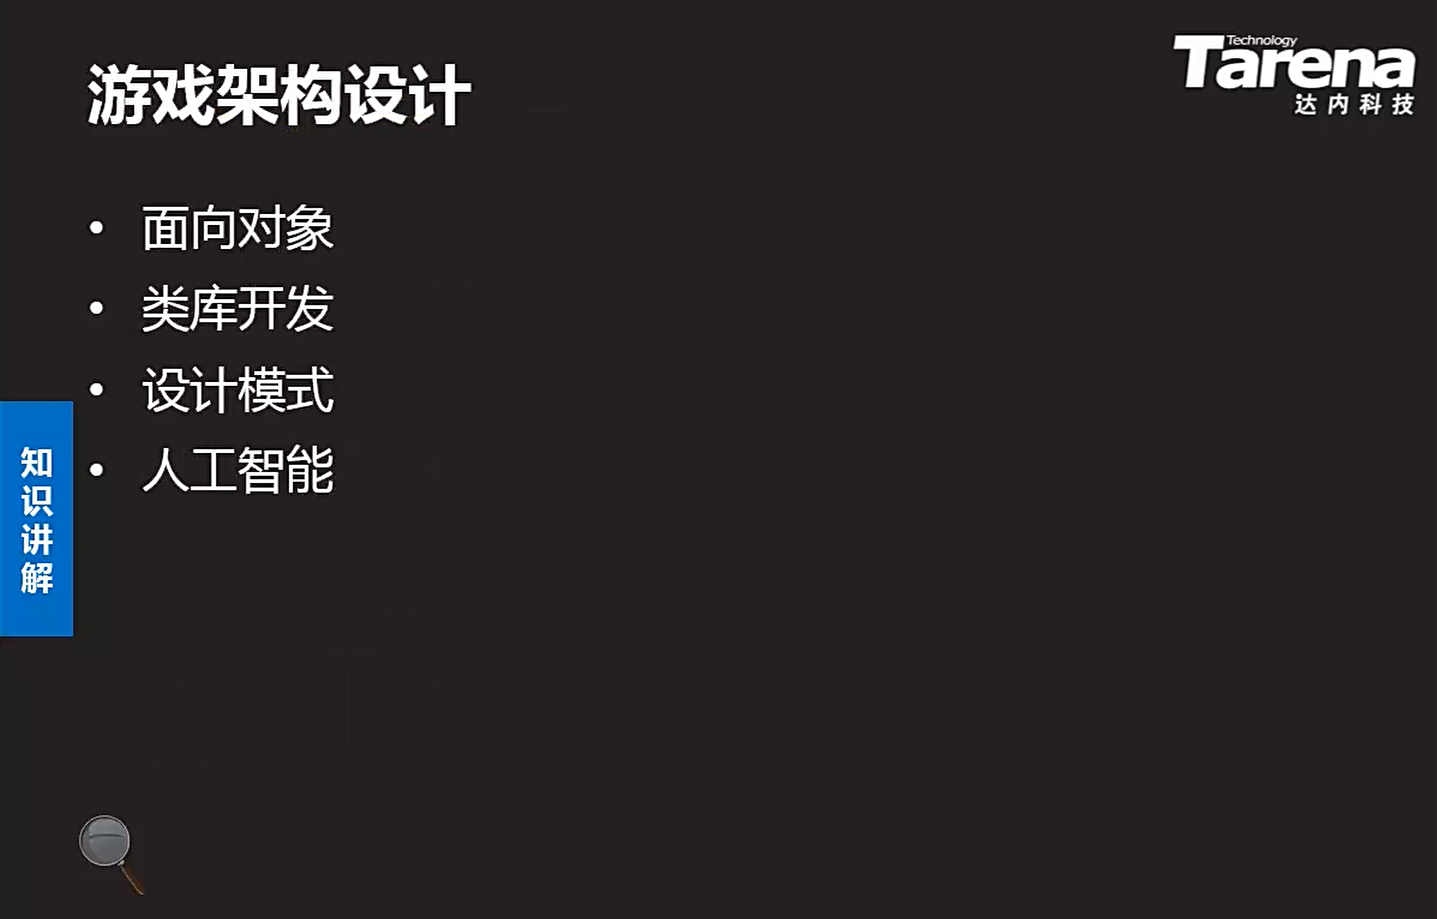 游戏架构设计
Technology
Tarena
达内科技
• 面向对象
• 类库开发
• 设计模式
• 人工智能
知识讲解